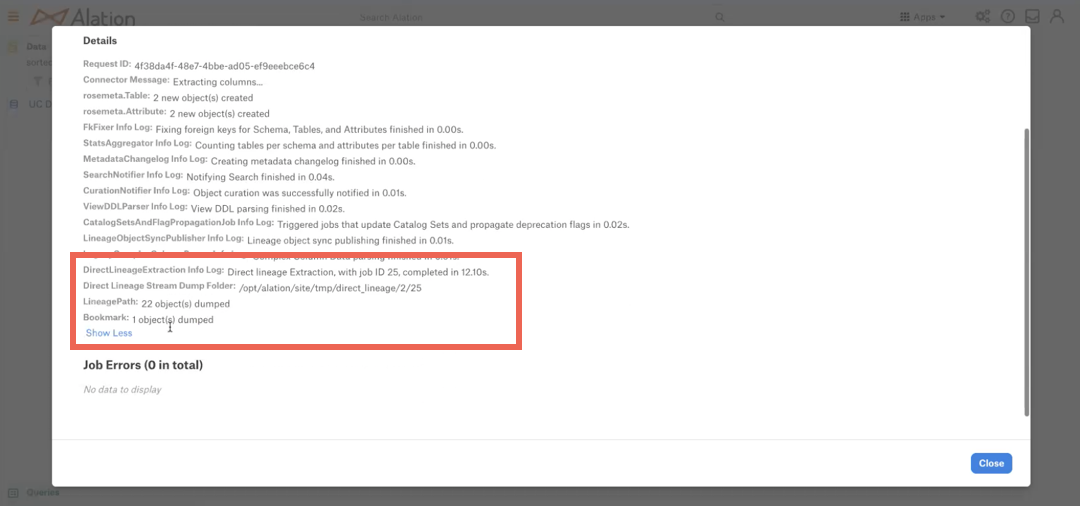 Alation
Search Alation
Apps
Data
sorted
UC D
Details
Request ID: 4f38da4f-48e7-4bbe-ad05-ef9eeebce6c4
Connector Message: Extracting columns...
rosemeta.Table: 2 new object(s) created
rosemeta.Attribute: 2 new object(s) created
FkFixer Info Log: Fixing foreign keys for Schema, Tables, and Attributes finished in 0.00s.
StatsAggregator Info Log: Counting tables per schema and attributes per table finished in 0.00s.
MetadataChangelog Info Log: Creating metadata changelog finished in 0.00s.
SearchNotifier Info Log: Notifying Search finished in 0.04s.
CurationNotifier Info Log: Object curation was successfully notified in 0.01s.
ViewDDLParser Info Log: View DDL parsing finished in 0.02s.
CatalogSetsAndFlagPropagationJob Info Log: Triggered jobs that update Catalog Sets and propagate deprecation flags in 0.02s.
LineageObjectSyncPublisher Info Log: Lineage object sync publishing finished in 0.01s.
DirectLineageExtraction Info Log: Direct lineage Extraction, with job ID 25, completed in 12.10s.
Direct Lineage Stream Dump Folder: /opt/alation/site/tmp/direct_lineage/2/25
LineagePath: 22 object(s) dumped
Bookmark: 1 object(s) dumped
Show Less
Job Errors (0 in total)
No data to display
Close
Queries